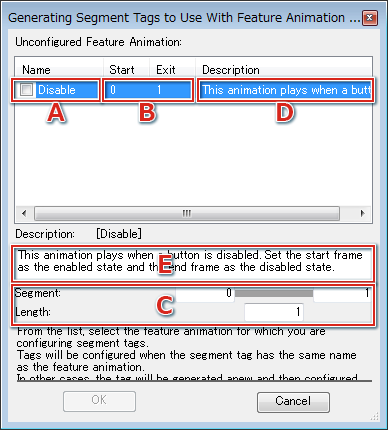 Generating Segment Tags to Use With Feature Animation ...
Unconfigured Feature Animation:
Name Start Exit Description
Disable 0 1 This animation plays when a butt
A B D
Description: [Disable]
This animation plays when a button is disabled. Set the start frame
as the enabled state and the end frame as the disabled state.
E
Segment: 0 1
C
Length: 1
From the list, select the feature animation for which you are
configuring segment tags.
Tags will be configured when the segment tag has the same name
as the feature animation.
In other cases, the tag will be generated anew and then configured
OK Cancel